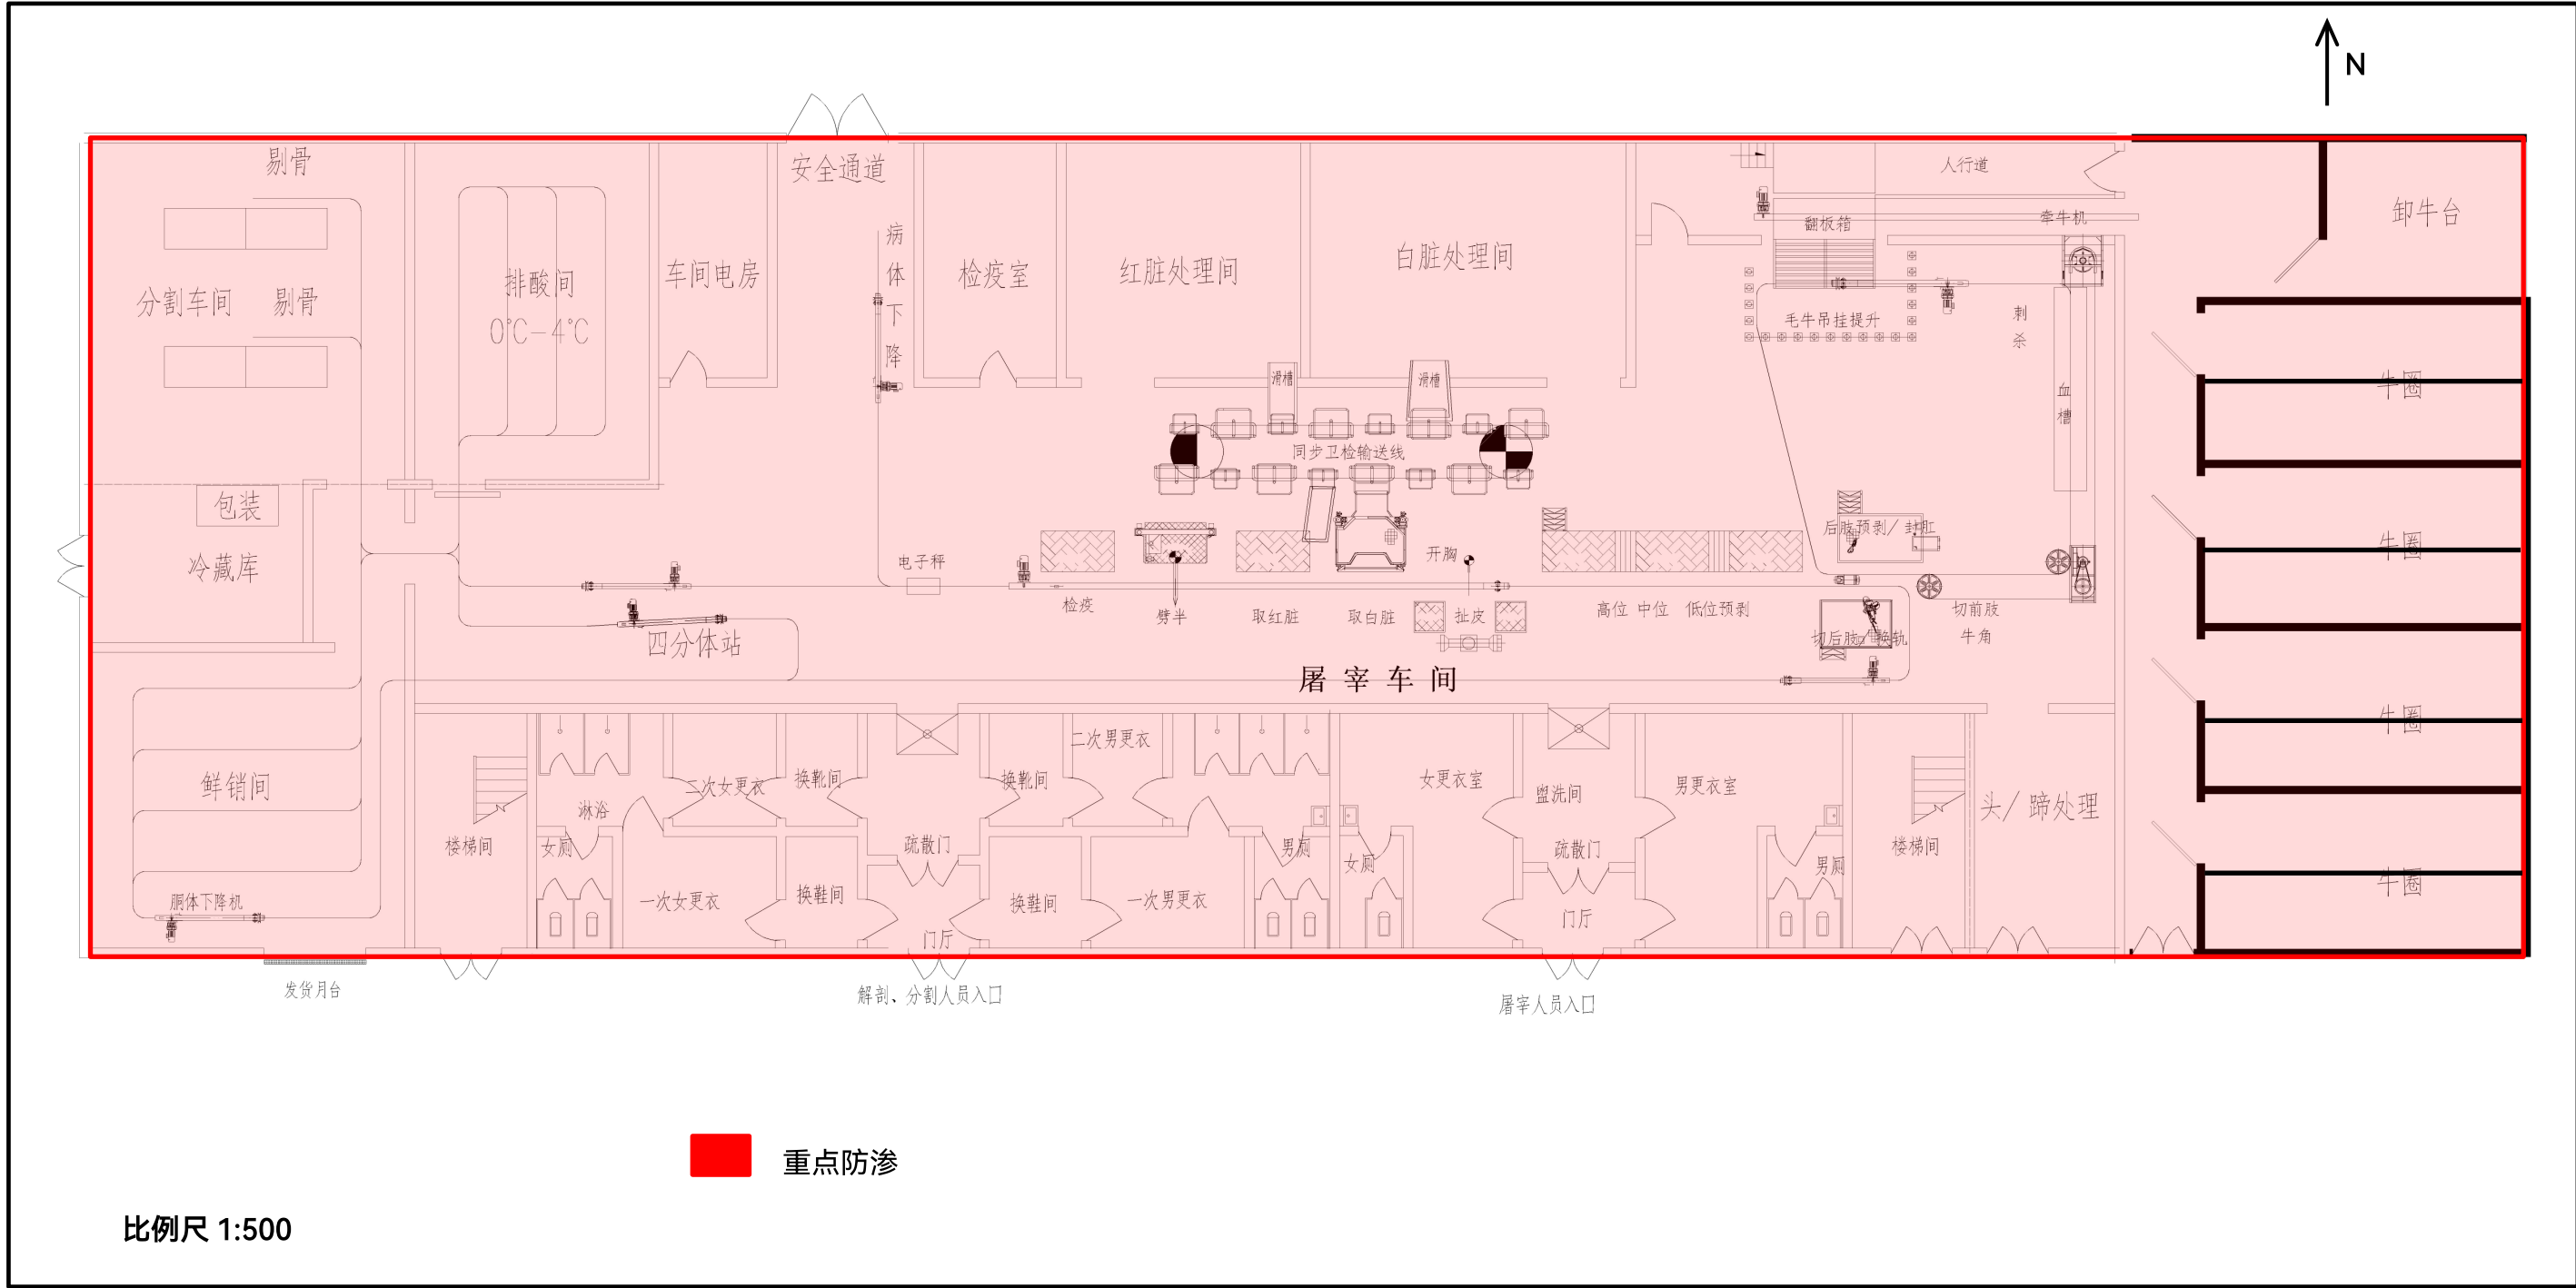 N
剔骨
安全通道
人行道
卸牛台
牵牛机
翻板箱
病体下降
白脏处理间
红脏处理间
检疫室
车间电房
排酸间
0℃-4℃
分割车间
剔骨
毛牛吊挂提升
刺杀
血槽
滑槽
滑槽
牛圈
同步卫检输送线
包装
后肢预剥/封肛
牛圈
冷藏库
电子秤
开胸
检疫
劈半
取红脏
取白脏
扯皮
高位 中位 低位预剥
切前肢
牛角
切后肢/换轨
四分体站
屠宰车间
牛圈
二次男更衣
鲜销间
淋浴
二次女更衣
换靴间
换靴间
女更衣室
盥洗间
男更衣室
头/蹄处理
楼梯间
女厕
疏散门
男厕
女厕
疏散门
男厕
楼梯间
牛圈
胴体下降机
一次女更衣
换鞋间
换鞋间
一次男更衣
门厅
门厅
发货月台
解剖、分割人员入口
屠宰人员入口
重点防渗
比例尺 1:500